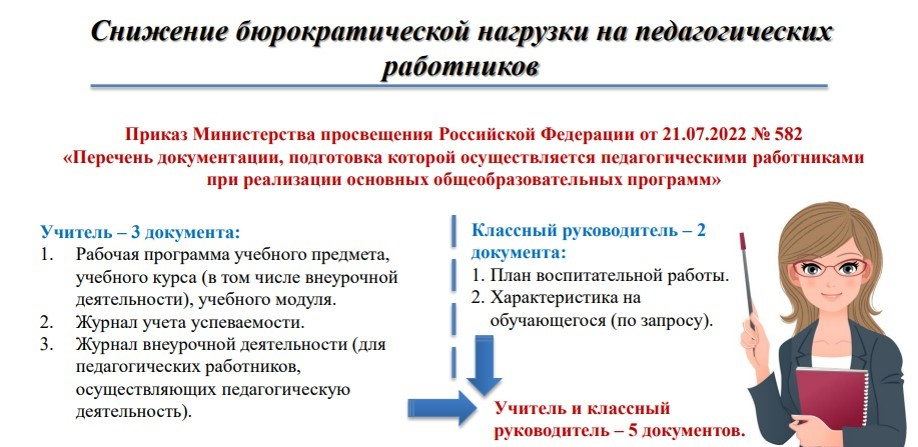 Снижение бюрократической нагрузки на педагогических
работников
Приказ Министерства просвещения Российской Федерации от 21.07.2022 № 582
«Перечень документации, подготовка которой осуществляется педагогическими работниками
при реализации основных общеобразовательных программ»
Учитель – 3 документа:
1. Рабочая программа учебного предмета,
учебного курса (в том числе внеурочной
деятельности), учебного модуля.
2. Журнал учета успеваемости.
3. Журнал внеурочной деятельности (для
педагогических работников,
осуществляющих педагогическую
деятельность).
Классный руководитель – 2
документа:
1. План воспитательной работы.
2. Характеристика на
обучающегося (по запросу).
Учитель и классный
руководитель – 5 документов.